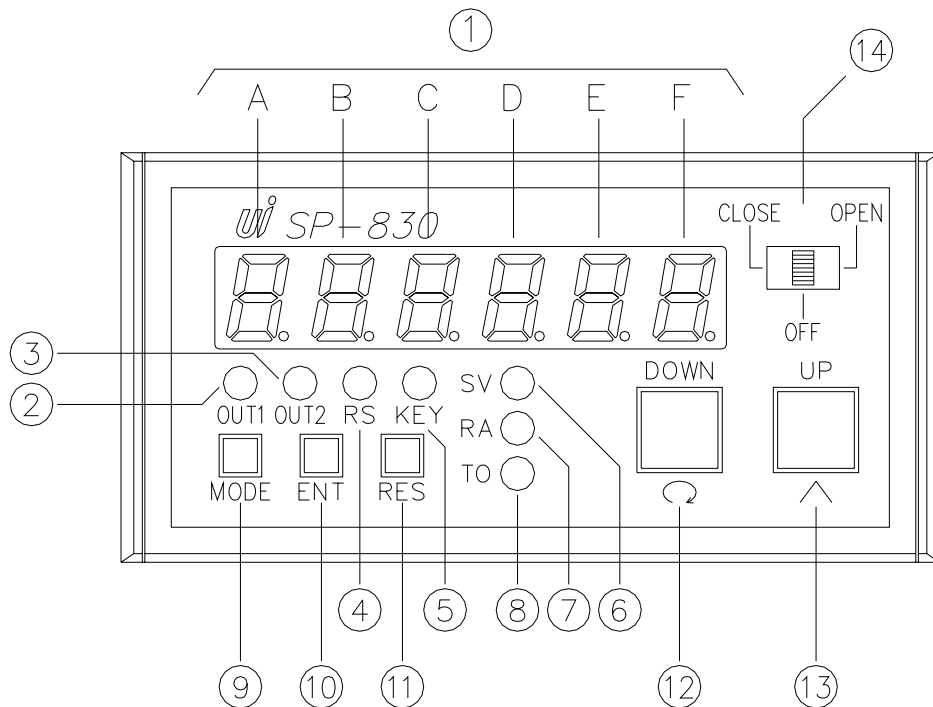 ①
⑭
A B C D E F
CLOSE OPEN
Ui SP-830
OFF
③
②
OUT1 OUT2 RS KEY
SV
RA
TO
DOWN UP
MODE ENT RES
④ ⑤ ⑧ ⑦ ⑥
⑨ ⑩ ⑪ ⑫ ⑬